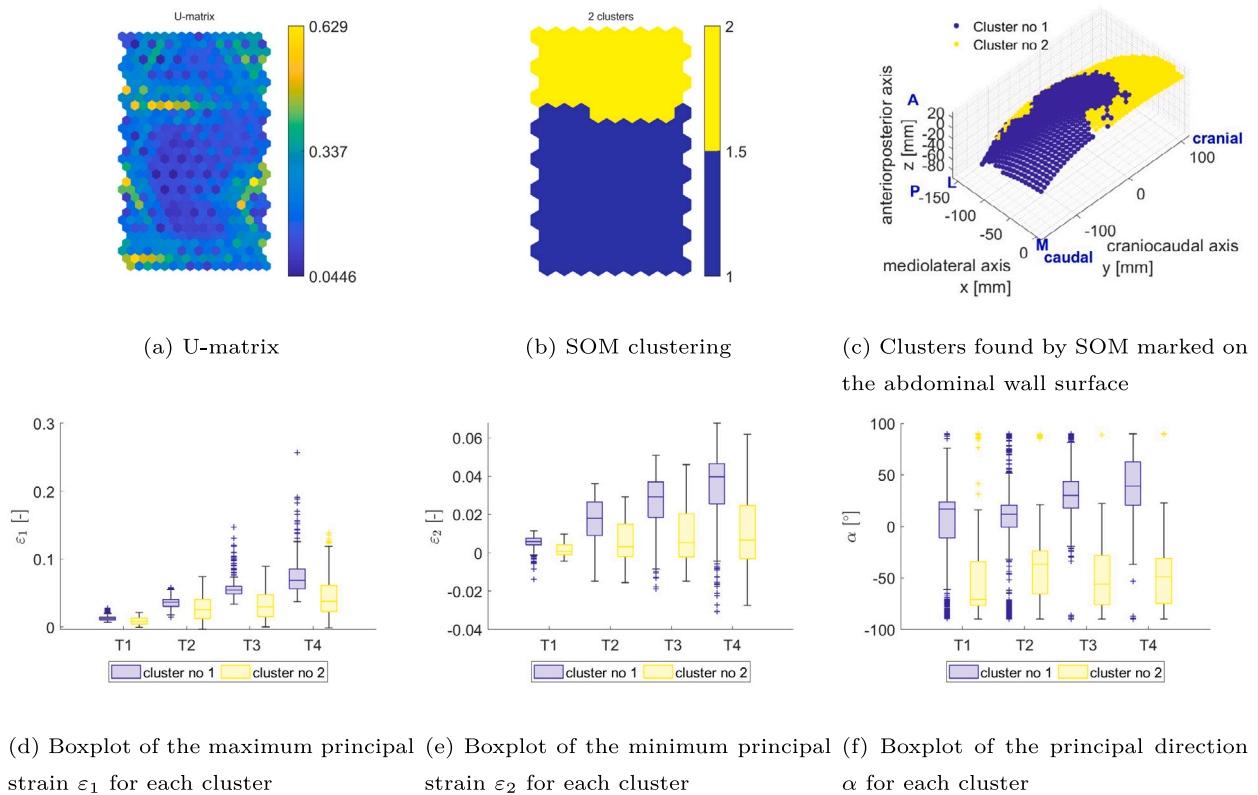 U-matrix
0.629
0.337
0.0446
2 clusters
2
1.5
1
Cluster no 1
Cluster no 2
A
anteriorposterior axis
z [mm]
20
0
-20
-40
-60
-80
P
L
-150
-100
-50
0
M
caudal
cranial
100
0
-100
mediolateral axis
x [mm]
craniocaudal axis
y [mm]
(a) U-matrix
(b) SOM clustering
(c) Clusters found by SOM marked on
the abdominal wall surface
0.3
0.2
0.1
0
ε1 [-]
T1 T2 T3 T4
cluster no 1 cluster no 2
0.06
0.04
0.02
0
-0.02
-0.04
ε2 [-]
T1 T2 T3 T4
cluster no 1 cluster no 2
100
50
0
-50
-100
α [°]
T1 T2 T3 T4
cluster no 1 cluster no 2
(d) Boxplot of the maximum principal
strain ε1 for each cluster
(e) Boxplot of the minimum principal
strain ε2 for each cluster
(f) Boxplot of the principal direction
α for each cluster